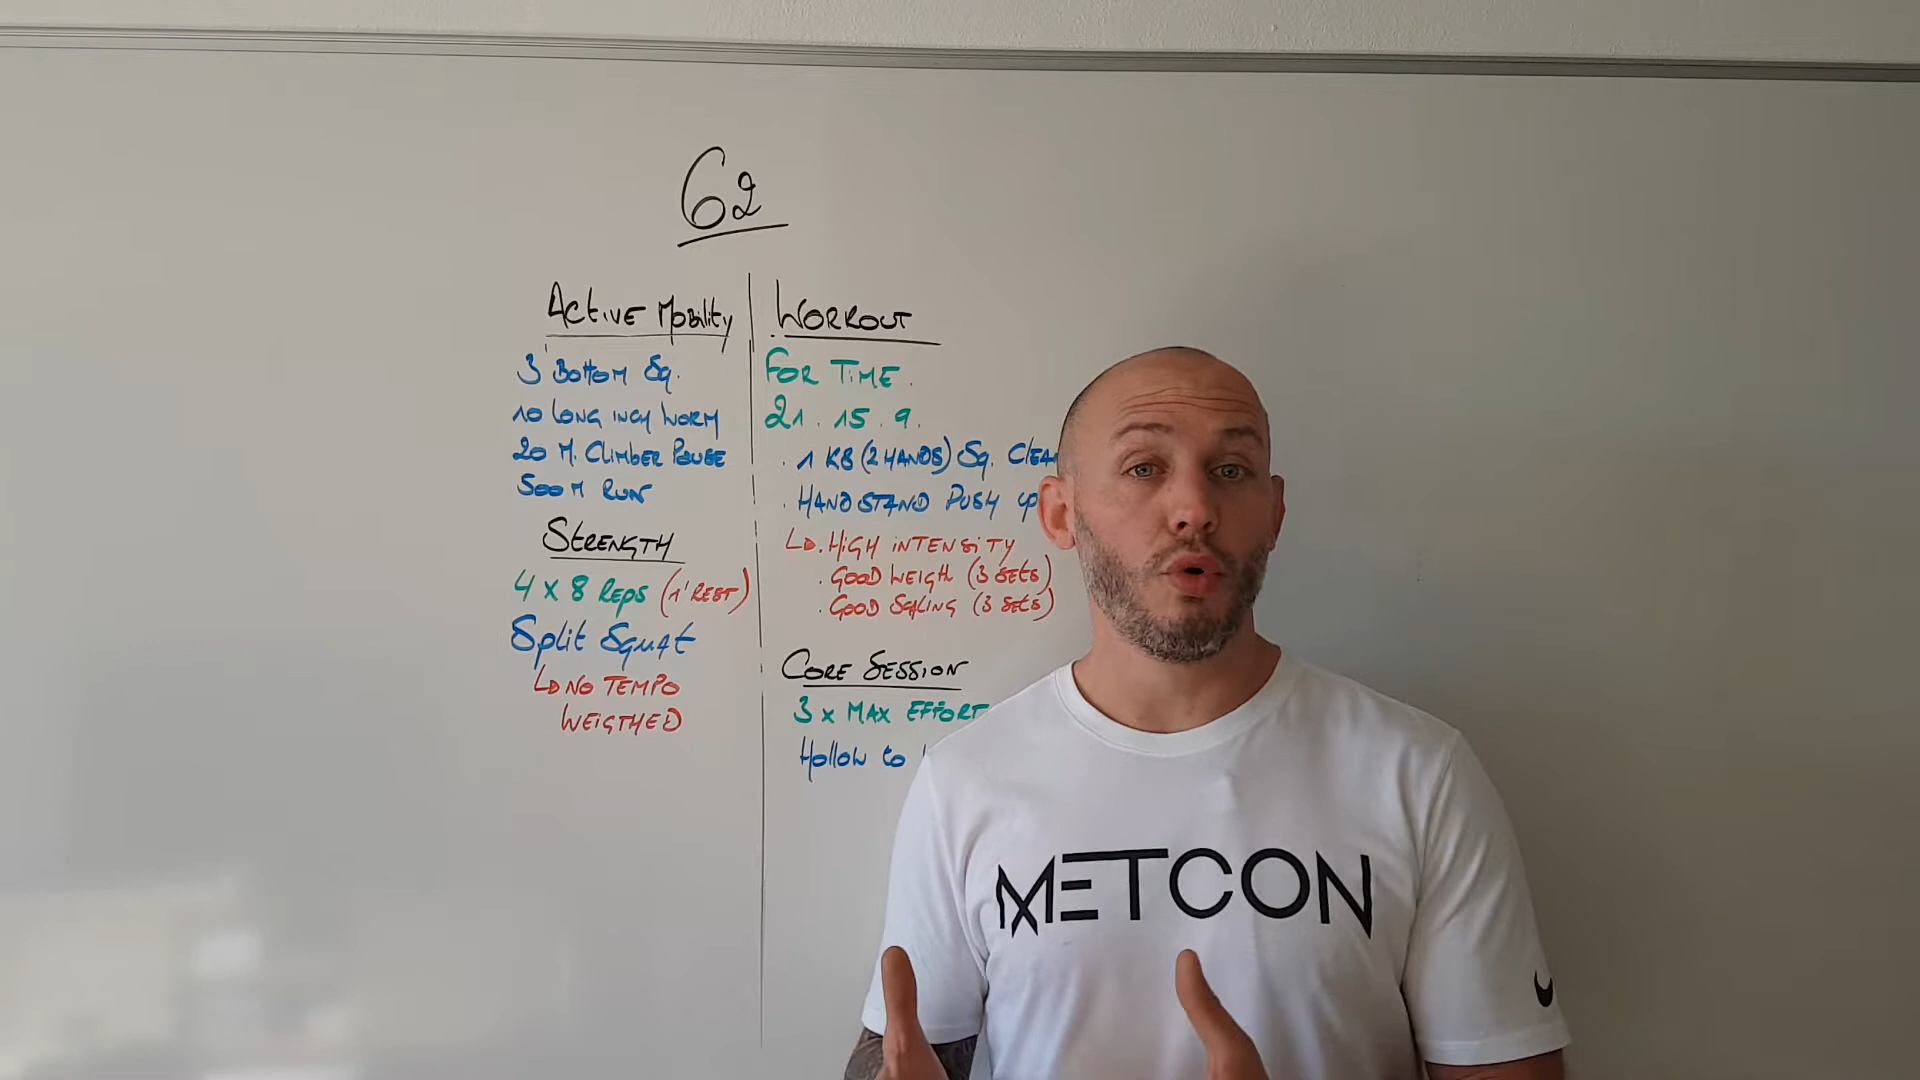 62
Active Mobility
3' Bottom Sq.
10 Long inch Worm
20 M. Climber Pause
500 M Run
Strength
4 x 8 Reps (1' REST)
Split Squat
NO TEMPO
WEIGTHED
WORKOUT
FOR TIME.
21. 15. 9.
. 1 KB (2 HANDS) Sq. CLEA
. HANDSTAND PUSH UP
. HIGH INTENSITY
. GOOD WEIGH (3 SETS)
. GOOD SCALING (3 SETS)
CORE SESSION
3 x MAX EFFORT
Hollow to
METCON